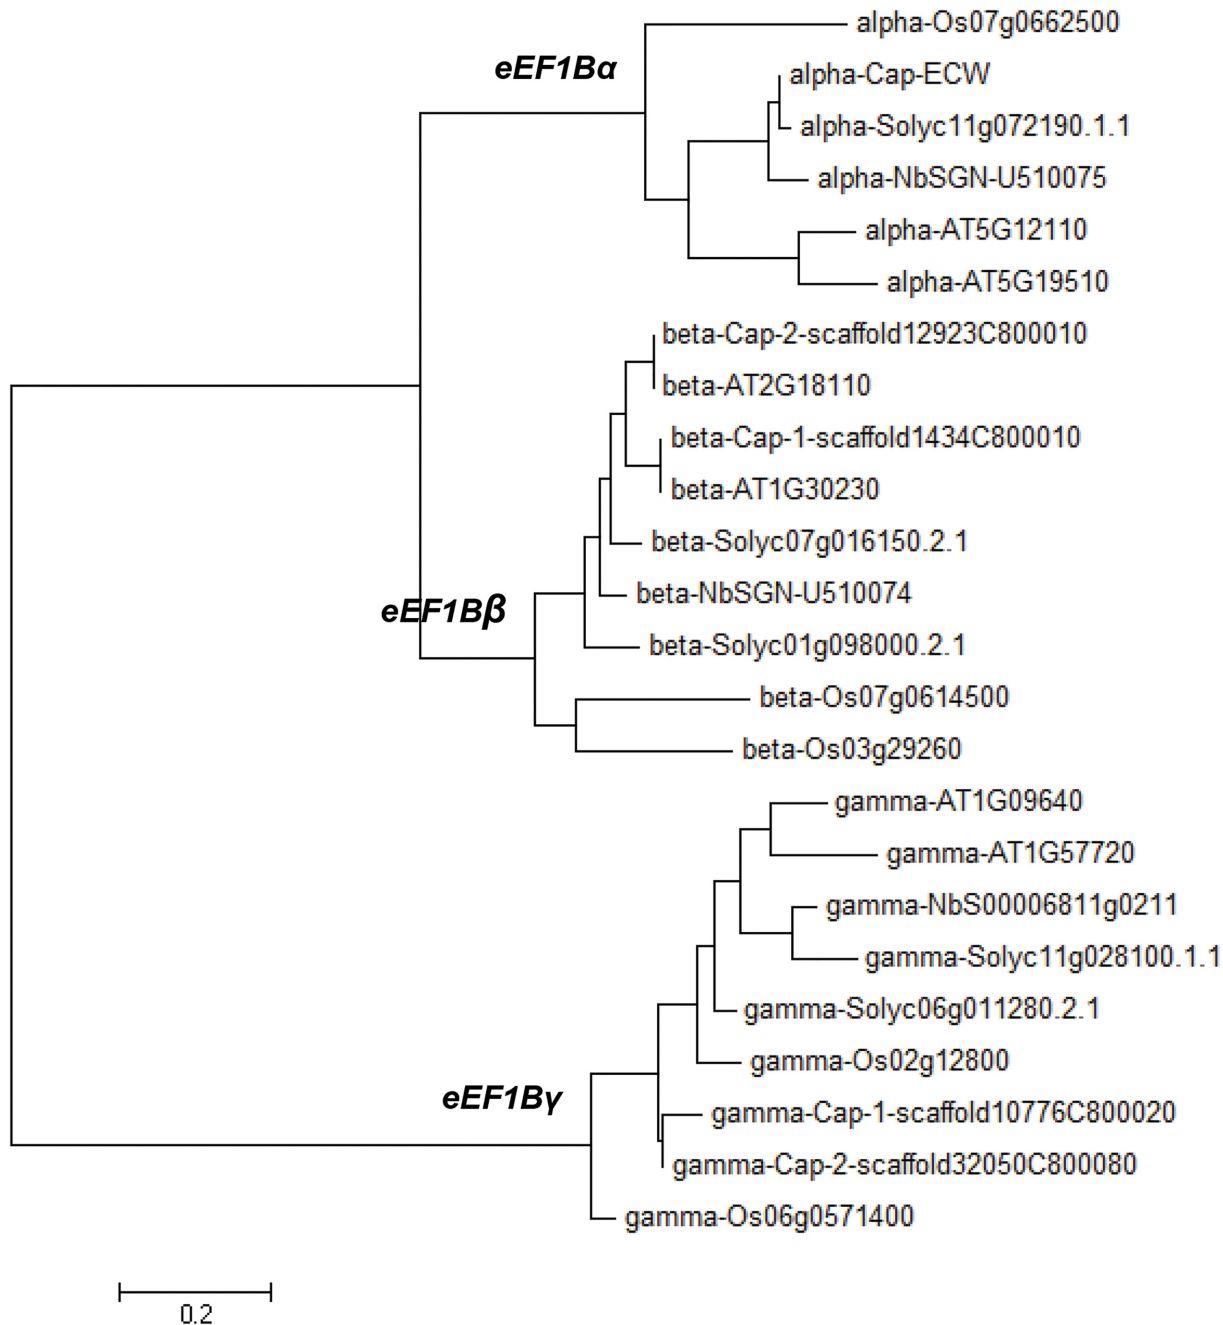 alpha-Os07g0662500
eEF1Bα
alpha-Cap-ECW
alpha-Solyc11g072190.1.1
alpha-NbSGN-U510075
alpha-AT5G12110
alpha-AT5G19510
beta-Cap-2-scaffold12923C800010
beta-AT2G18110
beta-Cap-1-scaffold1434C800010
beta-AT1G30230
beta-Solyc07g016150.2.1
beta-NbSGN-U510074
eEF1Bβ
beta-Solyc01g098000.2.1
beta-Os07g0614500
beta-Os03g29260
gamma-AT1G09640
gamma-AT1G57720
gamma-NbS00006811g0211
gamma-Solyc11g028100.1.1
gamma-Solyc06g011280.2.1
gamma-Os02g12800
eEF1Bγ
gamma-Cap-1-scaffold10776C800020
gamma-Cap-2-scaffold32050C800080
gamma-Os06g0571400
0.2